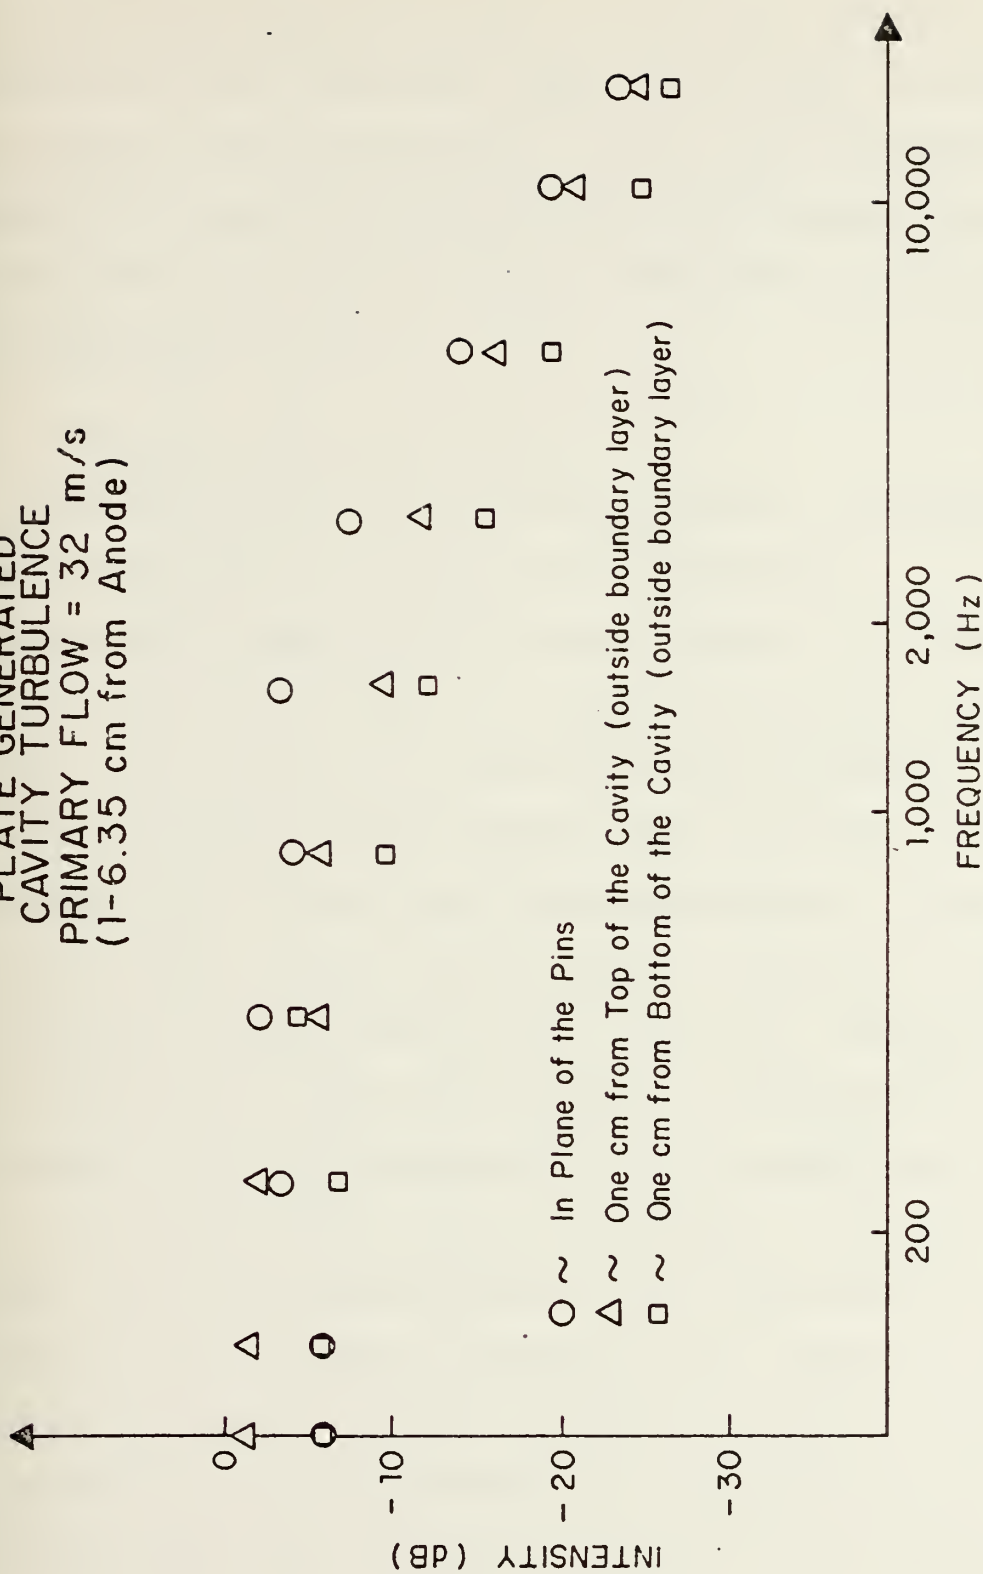 PLATE GENERATED
CAVITY TURBULENCE
PRIMARY FLOW = 32 m/s
(1-6.35 cm from Anode)
INTENSITY (dB)
0
- 10
- 20
- 30
○ ~ In Plane of the Pins
△ ~ One cm from Top of the Cavity (outside boundary layer)
□ ~ One cm from Bottom of the Cavity (outside boundary layer)
200
1,000
2,000
10,000
FREQUENCY (Hz)